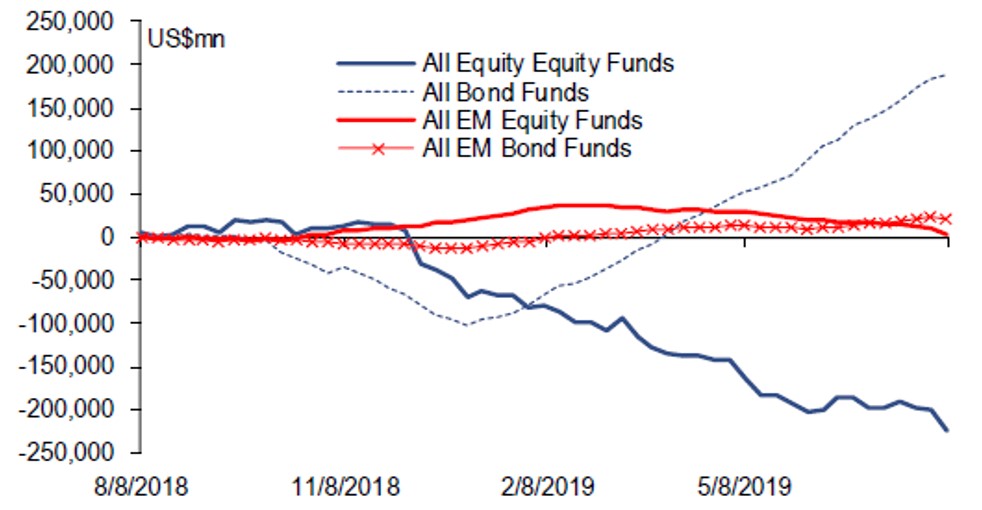 250,000
US$mn
200,000
All Equity Equity Funds
All Bond Funds
150,000
All EM Equity Funds
100,000
All EM Bond Funds
50,000
0
-50,000
-100,000
-150,000
-200,000
-250,000
8/8/2018 11/8/2018 2/8/2019 5/8/2019